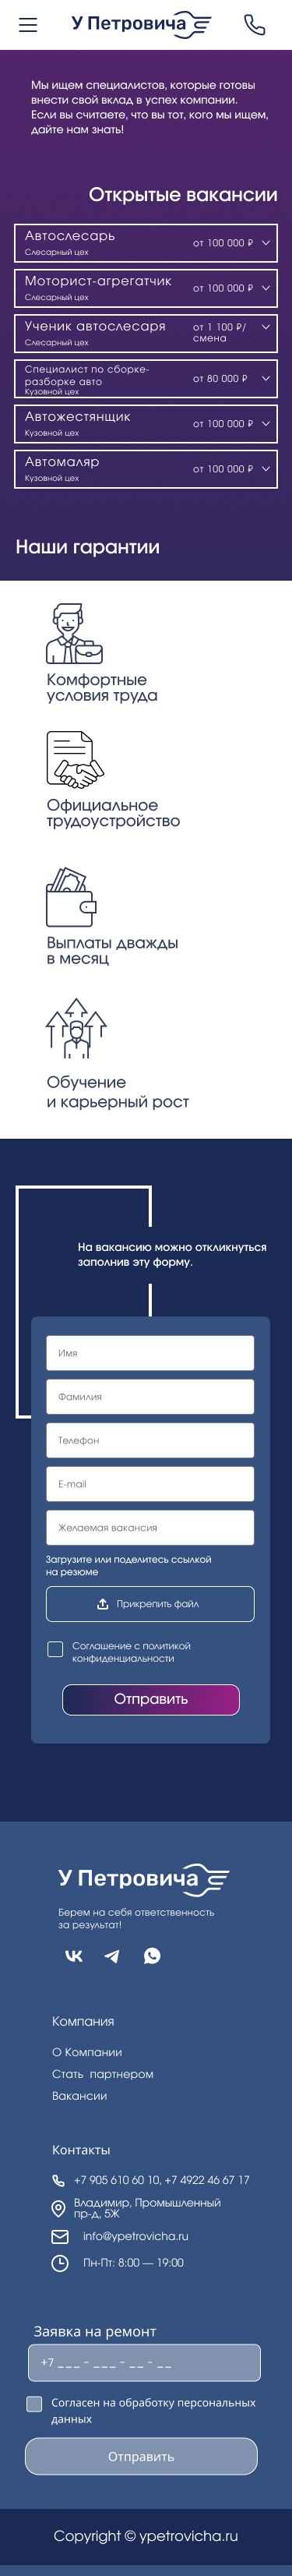 У Петровича
Мы ищем специалистов, которые готовы
внести свой вклад в успех компании.
Если вы считаете, что вы тот, кого мы ищем,
дайте нам знать!
Открытые вакансии
Автослесарь
Слесарный цех
от 100 000 ₽
Моторист-агрегатчик
Слесарный цех
от 100 000 ₽
Ученик автослесаря
Слесарный цех
от 1 100 ₽/
смена
Специалист по сборке-
разборке авто
Кузовной цех
от 80 000 ₽
Автожестянщик
Кузовной цех
от 100 000 ₽
Автомаляр
Кузовной цех
от 100 000 ₽
Наши гарантии
Комфортные
условия труда
Официальное
трудоустройство
Выплаты дважды
в месяц
Обучение
и карьерный рост
На вакансию можно откликнуться
заполнив эту форму.
Имя
Фамилия
Телефон
E-mail
Желаемая вакансия
Загрузите или поделитесь ссылкой
на резюме
Прикрепить файл
Соглашение с политикой
конфиденциальности
Отправить
У Петровича
Берем на себя ответственность
за результат!
Компания
О Компании
Стать партнером
Вакансии
Контакты
+7 905 610 60 10, +7 4922 46 67 17
Владимир, Промышленный
пр-д, 5Ж
info@ypetrovicha.ru
Пн-Пт: 8:00 — 19:00
Заявка на ремонт
+7 _ _ _ - _ _ _ - _ _ - _ _
Согласен на обработку персональных
данных
Отправить
Copyright © ypetrovicha.ru